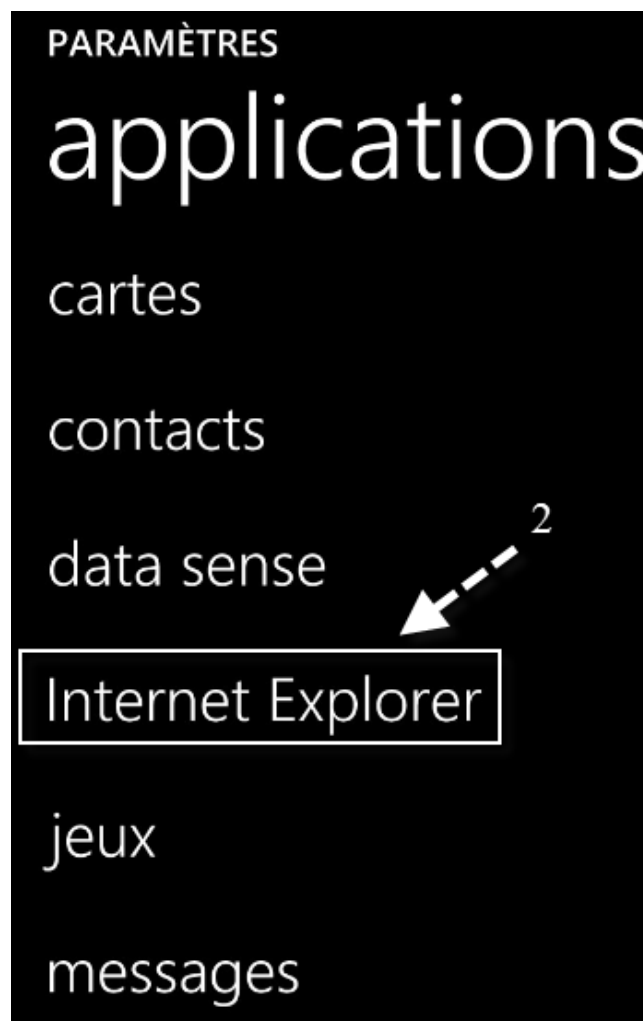 PARAMÈTRES
applications
cartes
contacts
2
data sense
Internet Explorer
jeux
messages